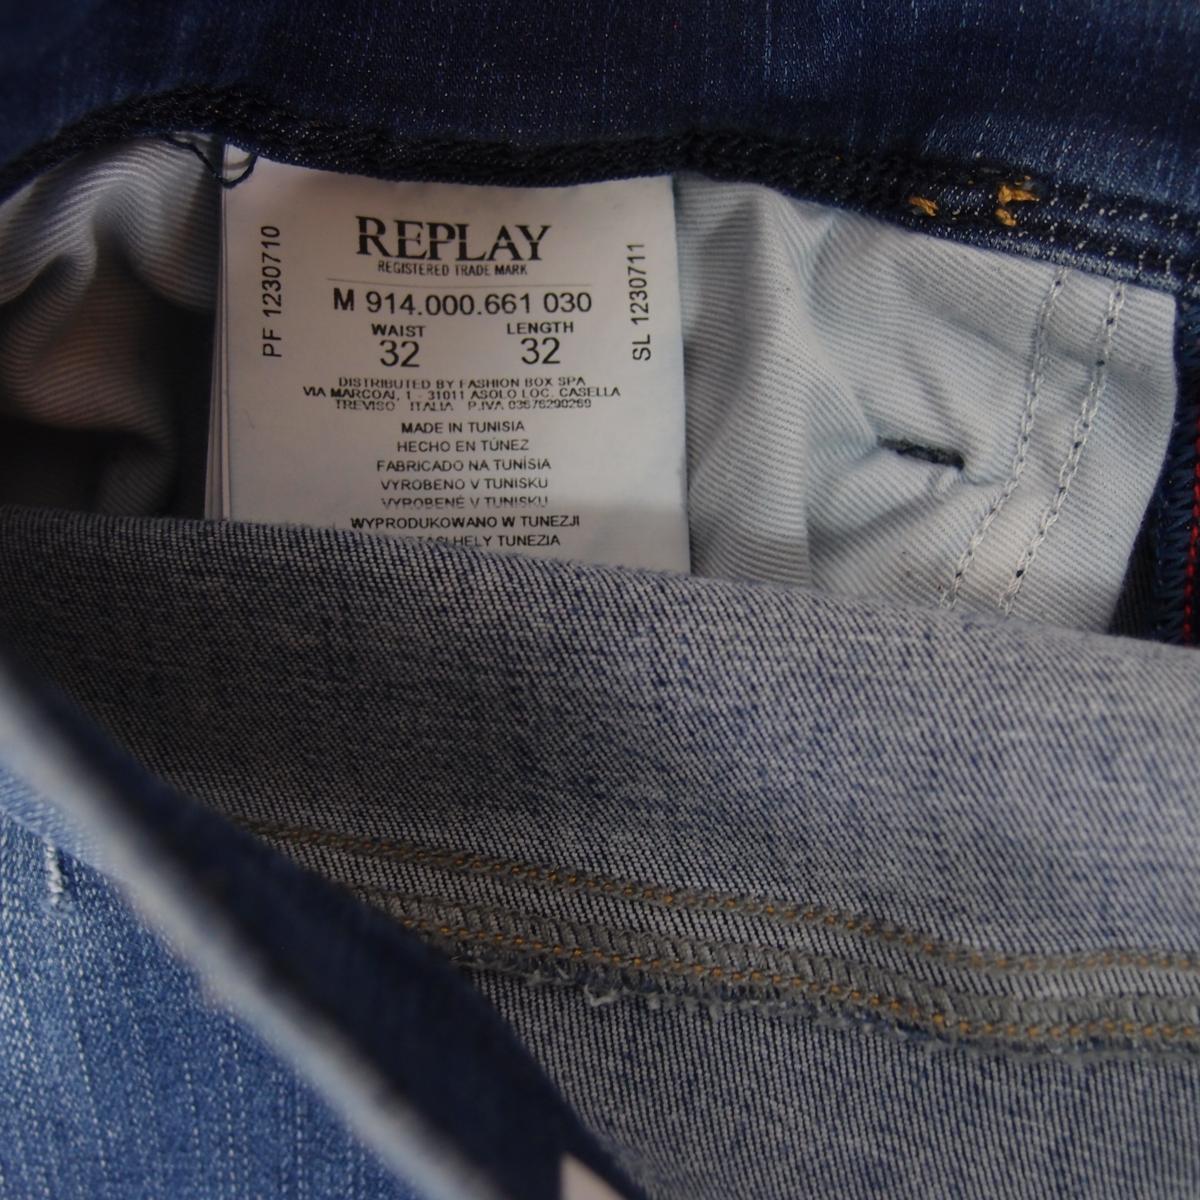 REPLAY
REGISTERED TRADE MARK
M 914.000.661 030
WAIST LENGTH
32 32
PF 1230710
SL 1230711
DISTRIBUTED BY FASHION BOX SPA
VIA MARCONI, 1 - 31011 ASOLO LOC. CASELLA
TREVISO ITALIA P.IVA 03676290269
MADE IN TUNISIA
HECHO EN TÚNEZ
FABRICADO NA TUNÍSIA
VYROBENO V TUNISKU
VYROBENÉ V TUNISKU
WYPRODUKOWANO W TUNEZJI
HELY TUNEZIA